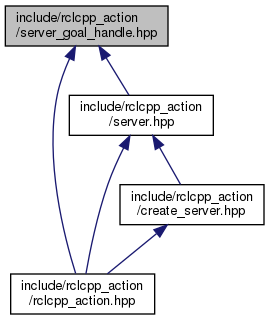 include/rclcpp_action
/server_goal_handle.hpp
include/rclcpp_action
/server.hpp
include/rclcpp_action
/create_server.hpp
include/rclcpp_action
/rclcpp_action.hpp